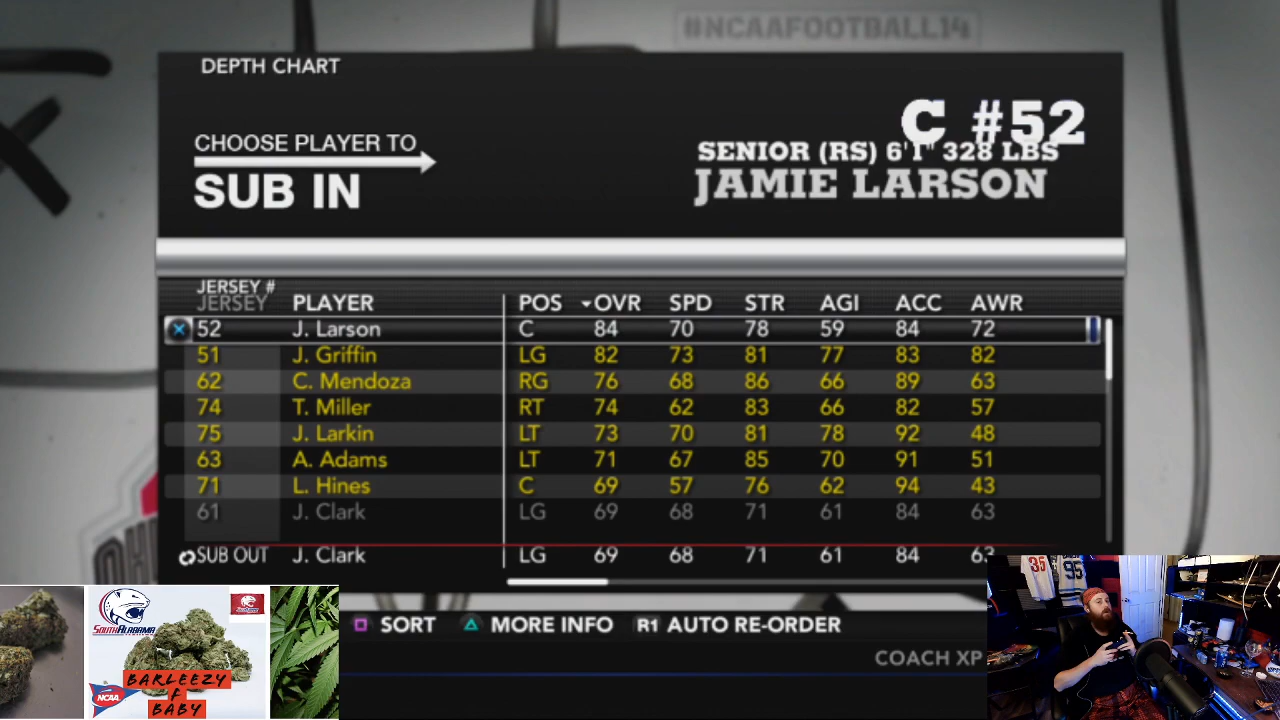 #NCAAFOOTBALL14
DEPTH CHART
CHOOSE PLAYER TO
SUB IN
C #52
SENIOR (RS) 6'1" 328 LBS
JAMIE LARSON
JERSEY #
JERSEY PLAYER POS OVR SPD STR AGI ACC AWR
52 J. Larson C 84 70 78 59 84 72
51 J. Griffin LG 82 73 81 77 83 82
62 C. Mendoza RG 76 68 86 66 89 63
74 T. Miller RT 74 62 83 66 82 57
75 J. Larkin LT 73 70 81 78 92 48
63 A. Adams LT 71 67 85 70 91 51
71 L. Hines C 69 57 76 62 94 43
61 J. Clark LG 69 68 71 61 84 63
SUB OUT J. Clark LG 69 68 71 61 84 63
SORT MORE INFO R1 AUTO RE-ORDER
COACH XP
SOUTH ALABAMA
NCAA
BARLEEZY
F
BABY
35
95